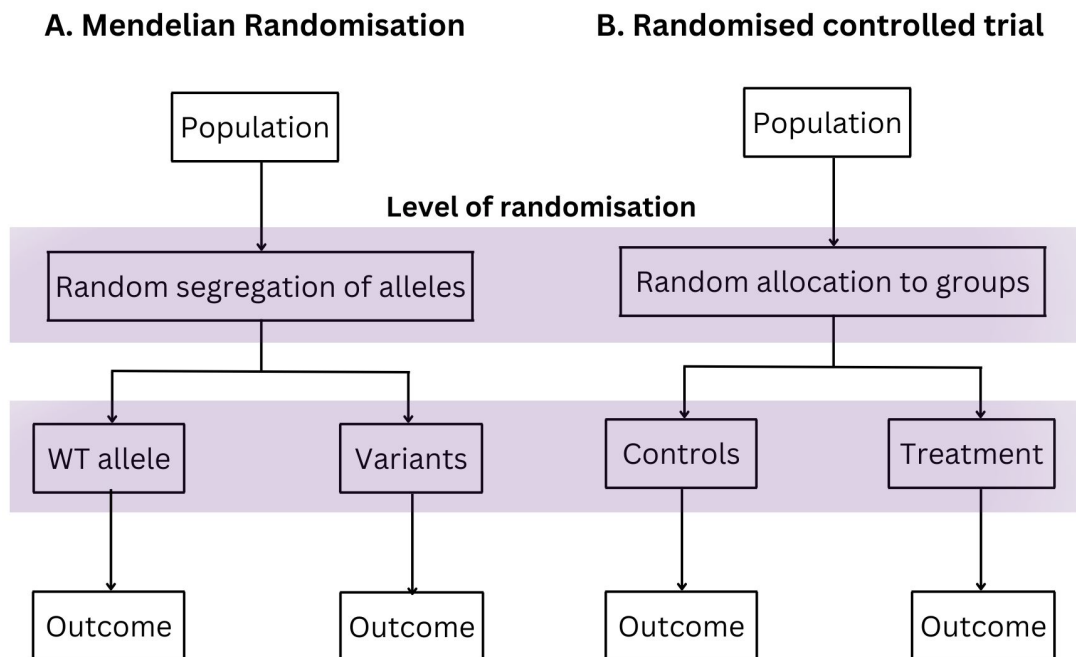 A. Mendelian Randomisation
B. Randomised controlled trial
Population
Population
Level of randomisation
Random segregation of alleles
Random allocation to groups
WT allele
Variants
Controls
Treatment
Outcome
Outcome
Outcome
Outcome